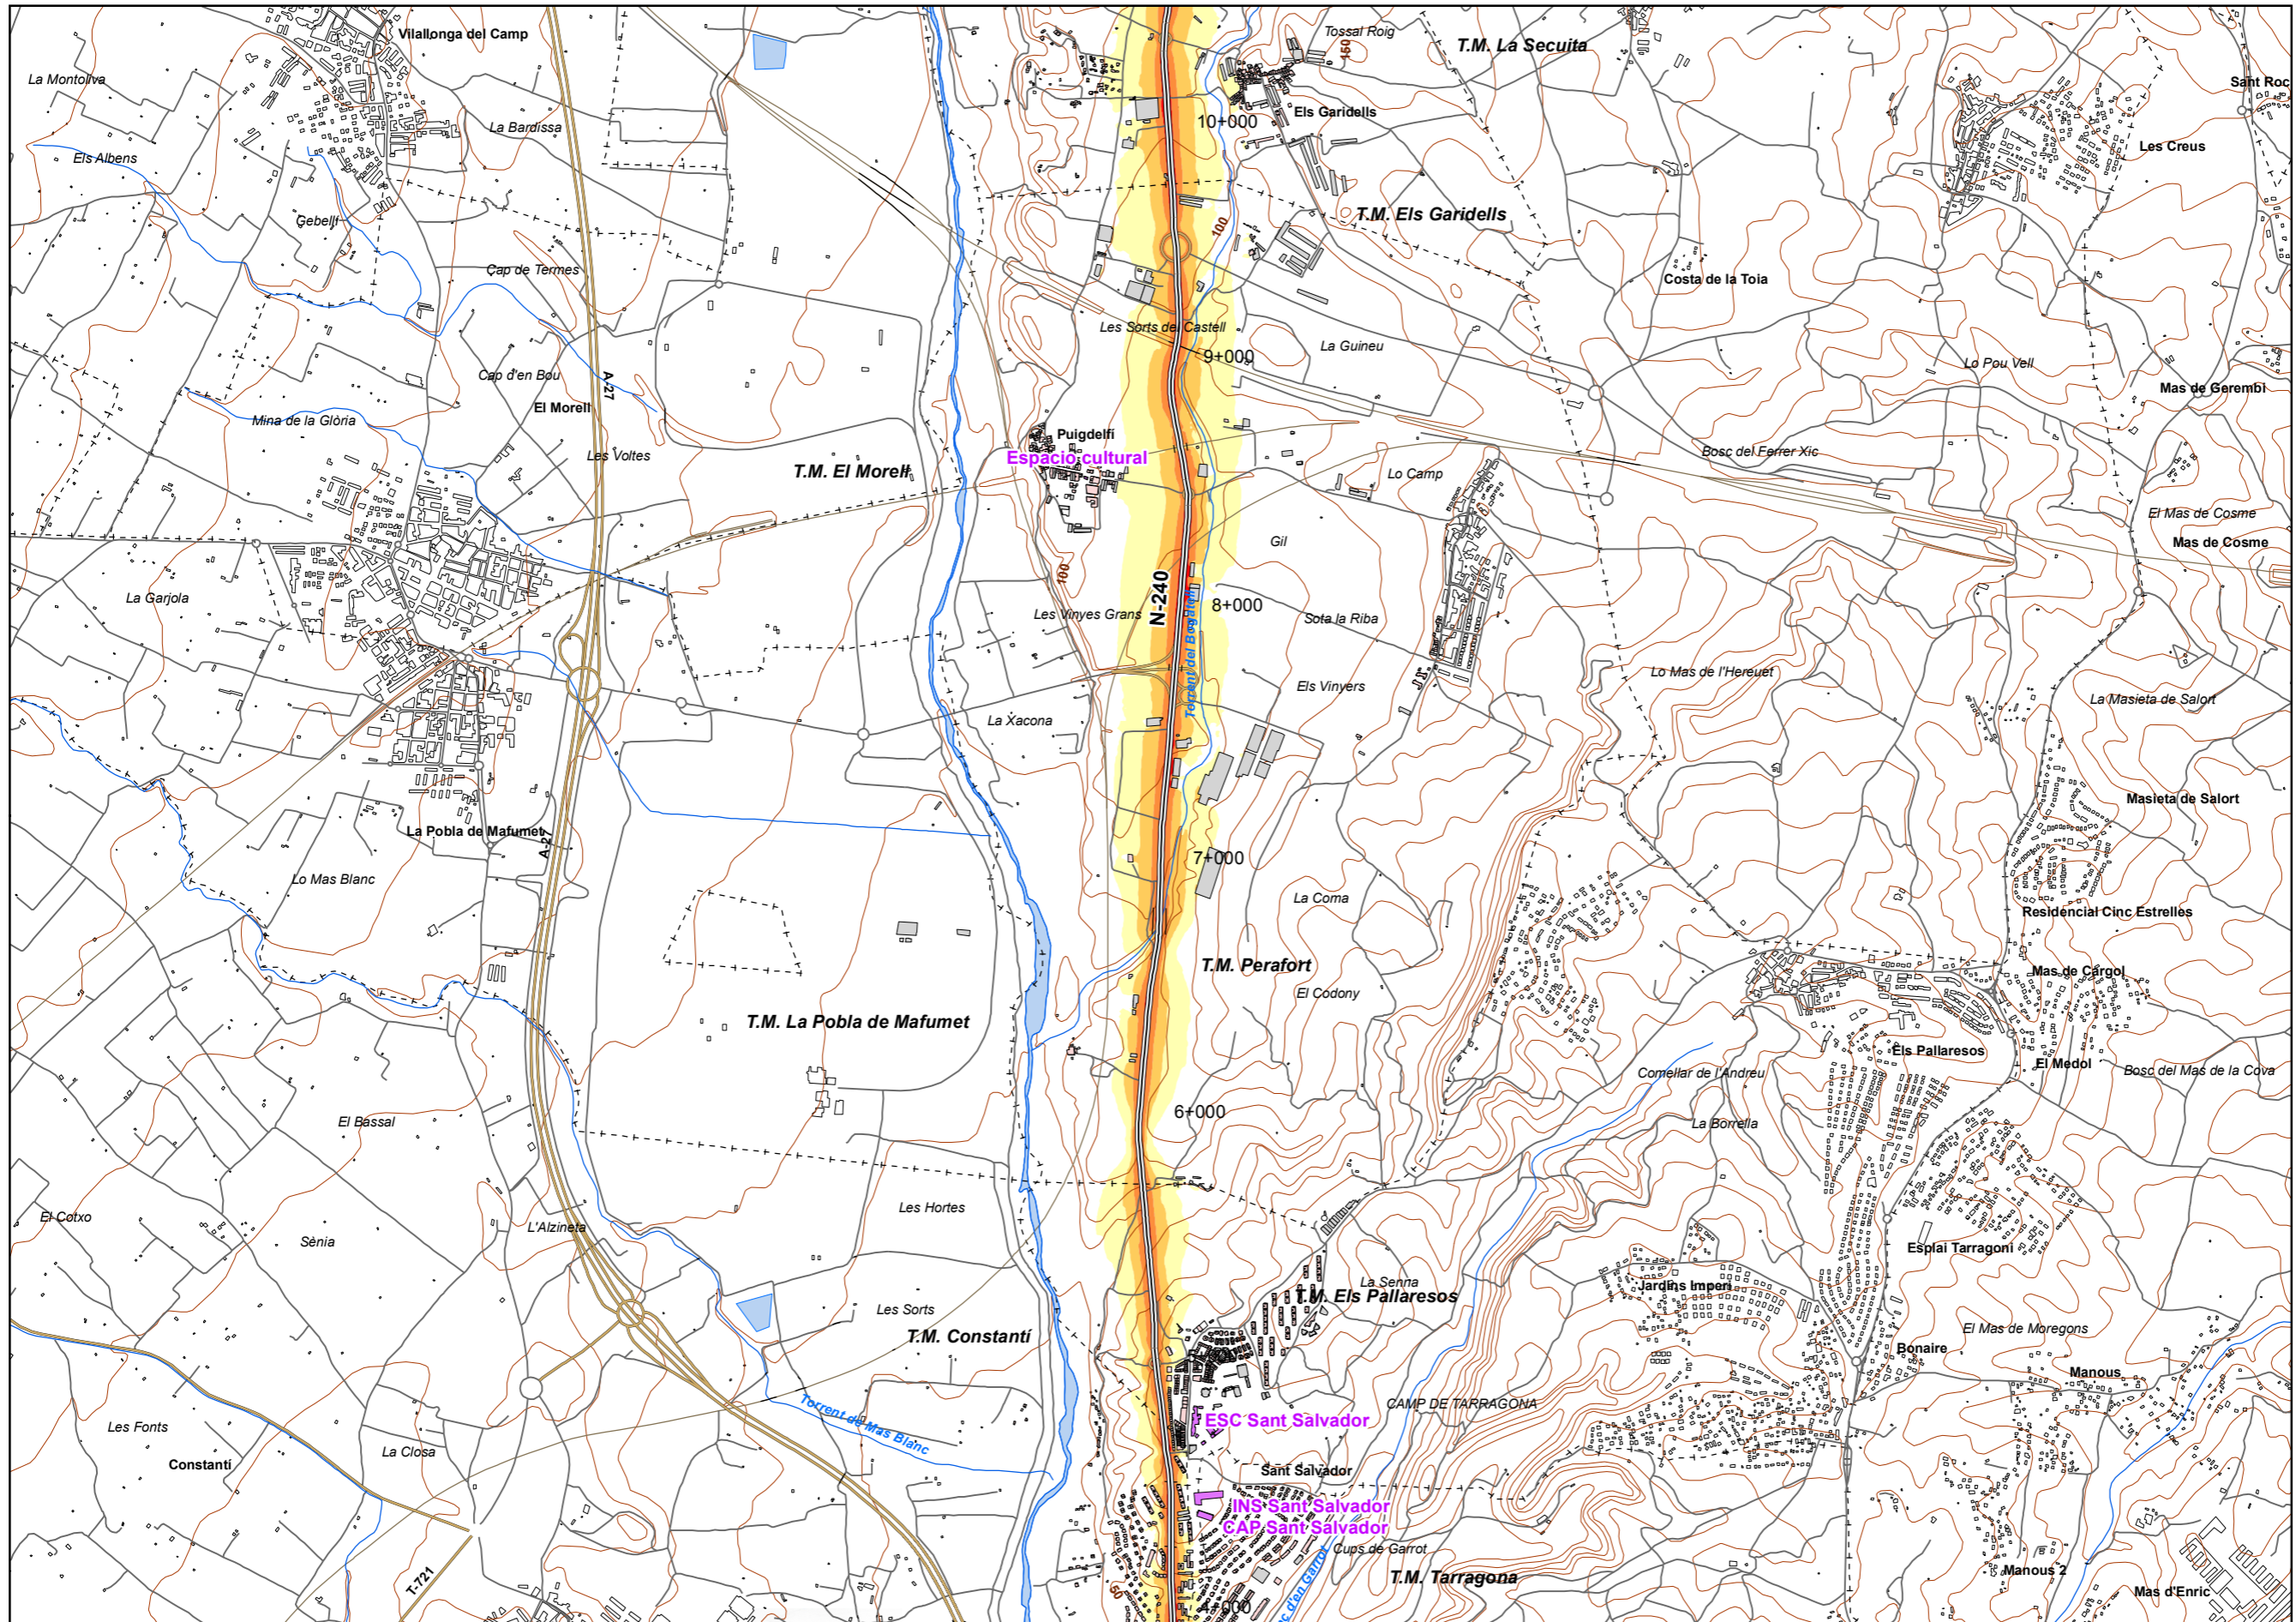 Vilallonga del Camp
Tossal Roig
150
T.M. La Secuita
La Montoliva
Sant Roc
10+000
Els Garidells
La Bardissa
Els Albens
Les Creus
Gebellí
100
T.M. Els Garidells
Cap de Termes
Costa de la Toia
Les Sorts del Castell
La Guineu
9+000
Lo Pou Vell
Cap d'en Bou
A-27
El Morell
Mas de Gerembi
Mina de la Glòria
Puigdelfí
Les Voltes
Espacio cultural
Bosc del Ferrer Xic
T.M. El Morell
Lo Camp
El Mas de Cosme
Gil
Mas de Cosme
100
N-240
La Garjola
8+000
Les Vinyes Grans
Sota la Riba
Torrent del Bogatell
Lo Mas de l'Hereuet
Els Vinyers
La Masieta de Salort
La Xacona
Masieta de Salort
La Pobla de Mafumet
A-27
7+000
Lo Mas Blanc
La Coma
Residencial Cinc Estrelles
T.M. Perafort
Mas de Cargol
El Codony
T.M. La Pobla de Mafumet
Els Pallaresos
El Medol
Comellar de l'Andreu
Bosc del Mas de la Cova
6+000
El Bassal
La Borrella
Les Hortes
El Cotxo
L'Alzineta
Sènia
Esplai Tarragoní
La Senna
Jardins Imperi
T.M. Els Pallaresos
Les Sorts
T.M. Constantí
El Mas de Moregons
Bonaire
Manous
Torrent de Mas Blanc
CAMP DE TARRAGONA
ESC Sant Salvador
Les Fonts
La Closa
Constantí
Sant Salvador
INS Sant Salvador
CAP Sant Salvador
Cups de Garrot
T-721
50
T.M. Tarragona
Manous 2
Mas d'Enric
4+000